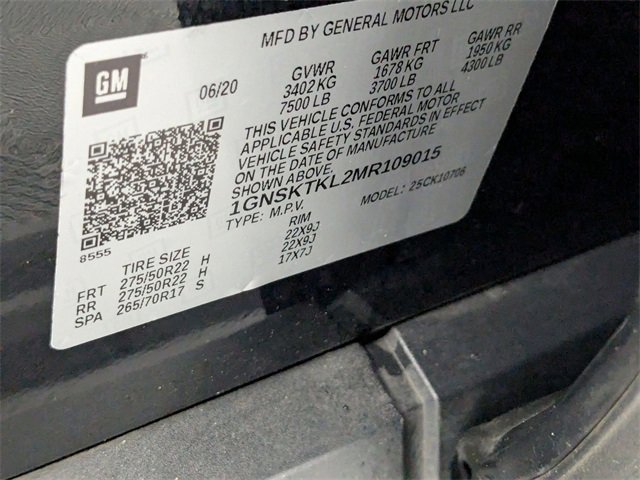 MFD BY GENERAL MOTORS LLC
GM
06/20
GVWR GAWR FRT GAWR RR
3402 KG 1678 KG 1950 KG
7500 LB 3700 LB 4300 LB
THIS VEHICLE CONFORMS TO ALL
APPLICABLE U.S. FEDERAL MOTOR
VEHICLE SAFETY STANDARDS IN EFFECT
ON THE DATE OF MANUFACTURE
SHOWN ABOVE.
1GNSKTKL2MR109015
TYPE: M.P.V. MODEL: 25CK10706
8555
TIRE SIZE RIM
FRT 275/50R22 H 22X9J
RR 275/50R22 H 22X9J
SPA 265/70R17 S 17X7J